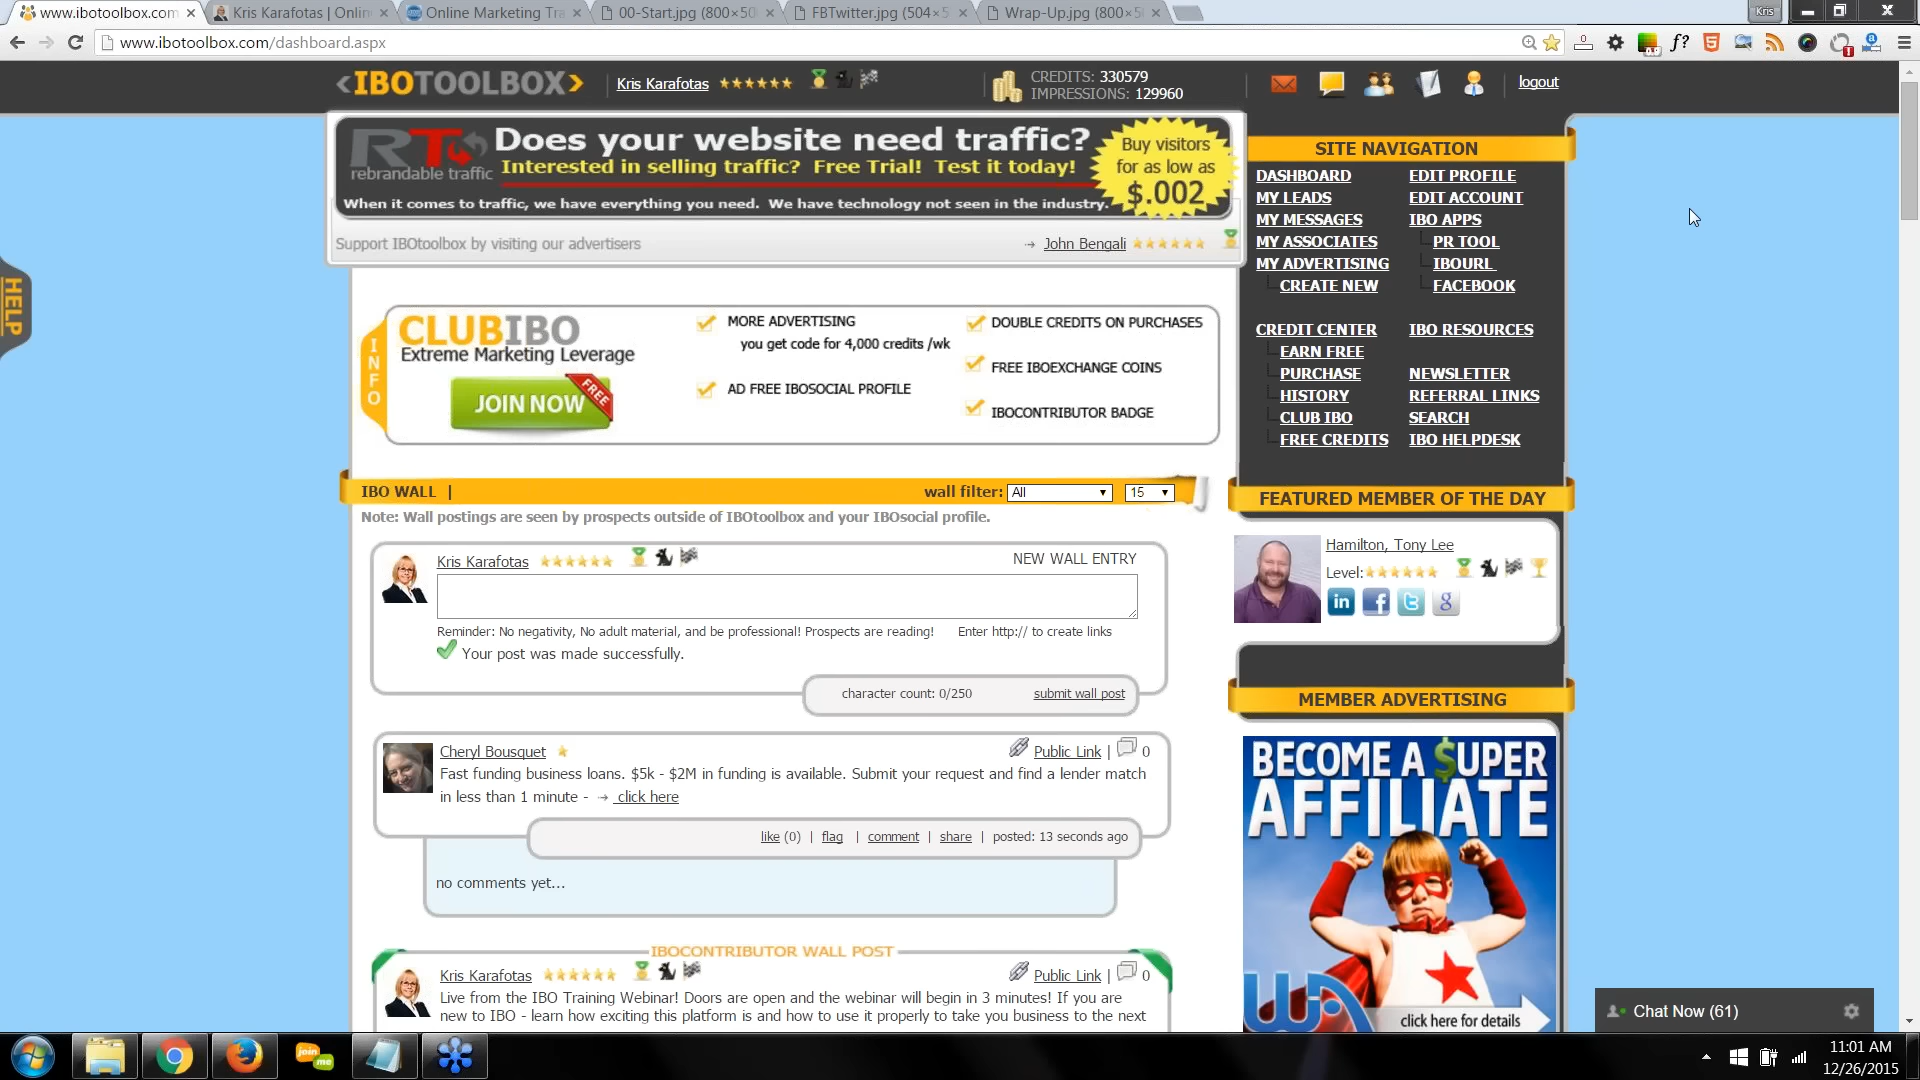 www.ibotoolbox.com
Kris Karafotas | Onlin
Online Marketing Tra
00-Start.jpg (800×50
FBTwitter.jpg (504×5
Wrap-Up.jpg (800×5
Kris
www.ibotoolbox.com/dashboard.aspx
<IBOTOOLBOX>
Kris Karafotas
CREDITS: 330579
IMPRESSIONS: 129960
logout
RT
rebrandable traffic
Does your website need traffic?
Interested in selling traffic? Free Trial! Test it today!
When it comes to traffic, we have everything you need. We have technology not seen in the industry.
Buy visitors
for as low as
$.002
Support IBOtoolbox by visiting our advertisers
→ John Bengali
HELP
INFO
CLUBIBO
Extreme Marketing Leverage
JOIN NOW
FREE
MORE ADVERTISING
you get code for 4,000 credits /wk
AD FREE IBOSOCIAL PROFILE
DOUBLE CREDITS ON PURCHASES
FREE IBOEXCHANGE COINS
IBOCONTRIBUTOR BADGE
IBO WALL |
wall filter: All 15
Note: Wall postings are seen by prospects outside of IBOtoolbox and your IBOsocial profile.
Kris Karafotas
NEW WALL ENTRY
Reminder: No negativity, No adult material, and be professional! Prospects are reading! Enter http:// to create links
Your post was made successfully.
character count: 0/250
submit wall post
Cheryl Bousquet
Public Link | 0
Fast funding business loans. $5k - $2M in funding is available. Submit your request and find a lender match
in less than 1 minute - → click here
like (0) | flag | comment | share | posted: 13 seconds ago
no comments yet...
IBOCONTRIBUTOR WALL POST
Kris Karafotas
Public Link | 0
Live from the IBO Training Webinar! Doors are open and the webinar will begin in 3 minutes! If you are
new to IBO - learn how exciting this platform is and how to use it properly to take you business to the next
SITE NAVIGATION
DASHBOARD
MY LEADS
MY MESSAGES
MY ASSOCIATES
MY ADVERTISING
CREATE NEW
CREDIT CENTER
EARN FREE
PURCHASE
HISTORY
CLUB IBO
FREE CREDITS
EDIT PROFILE
EDIT ACCOUNT
IBO APPS
PR TOOL
IBOURL
FACEBOOK
IBO RESOURCES
NEWSLETTER
REFERRAL LINKS
SEARCH
IBO HELPDESK
FEATURED MEMBER OF THE DAY
Hamilton, Tony Lee
Level:
MEMBER ADVERTISING
BECOME A $UPER
AFFILIATE
WA
click here for details
Chat Now (61)
join
me
11:01 AM
12/26/2015